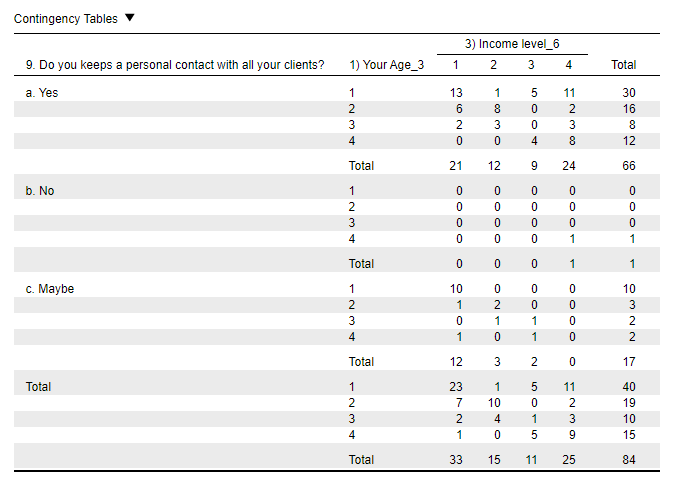 Contingency Tables ▼
3) Income level_6
9. Do you keeps a personal contact with all your clients? 1) Your Age_3 1 2 3 4 Total
a. Yes 1 13 1 5 11 30
2 6 8 0 2 16
3 2 3 0 3 8
4 0 0 4 8 12
Total 21 12 9 24 66
b. No 1 0 0 0 0 0
2 0 0 0 0 0
3 0 0 0 0 0
4 0 0 0 1 1
Total 0 0 0 1 1
c. Maybe 1 10 0 0 0 10
2 1 2 0 0 3
3 0 1 1 0 2
4 1 0 1 0 2
Total 12 3 2 0 17
Total 1 23 1 5 11 40
2 7 10 0 2 19
3 2 4 1 3 10
4 1 0 5 9 15
Total 33 15 11 25 84